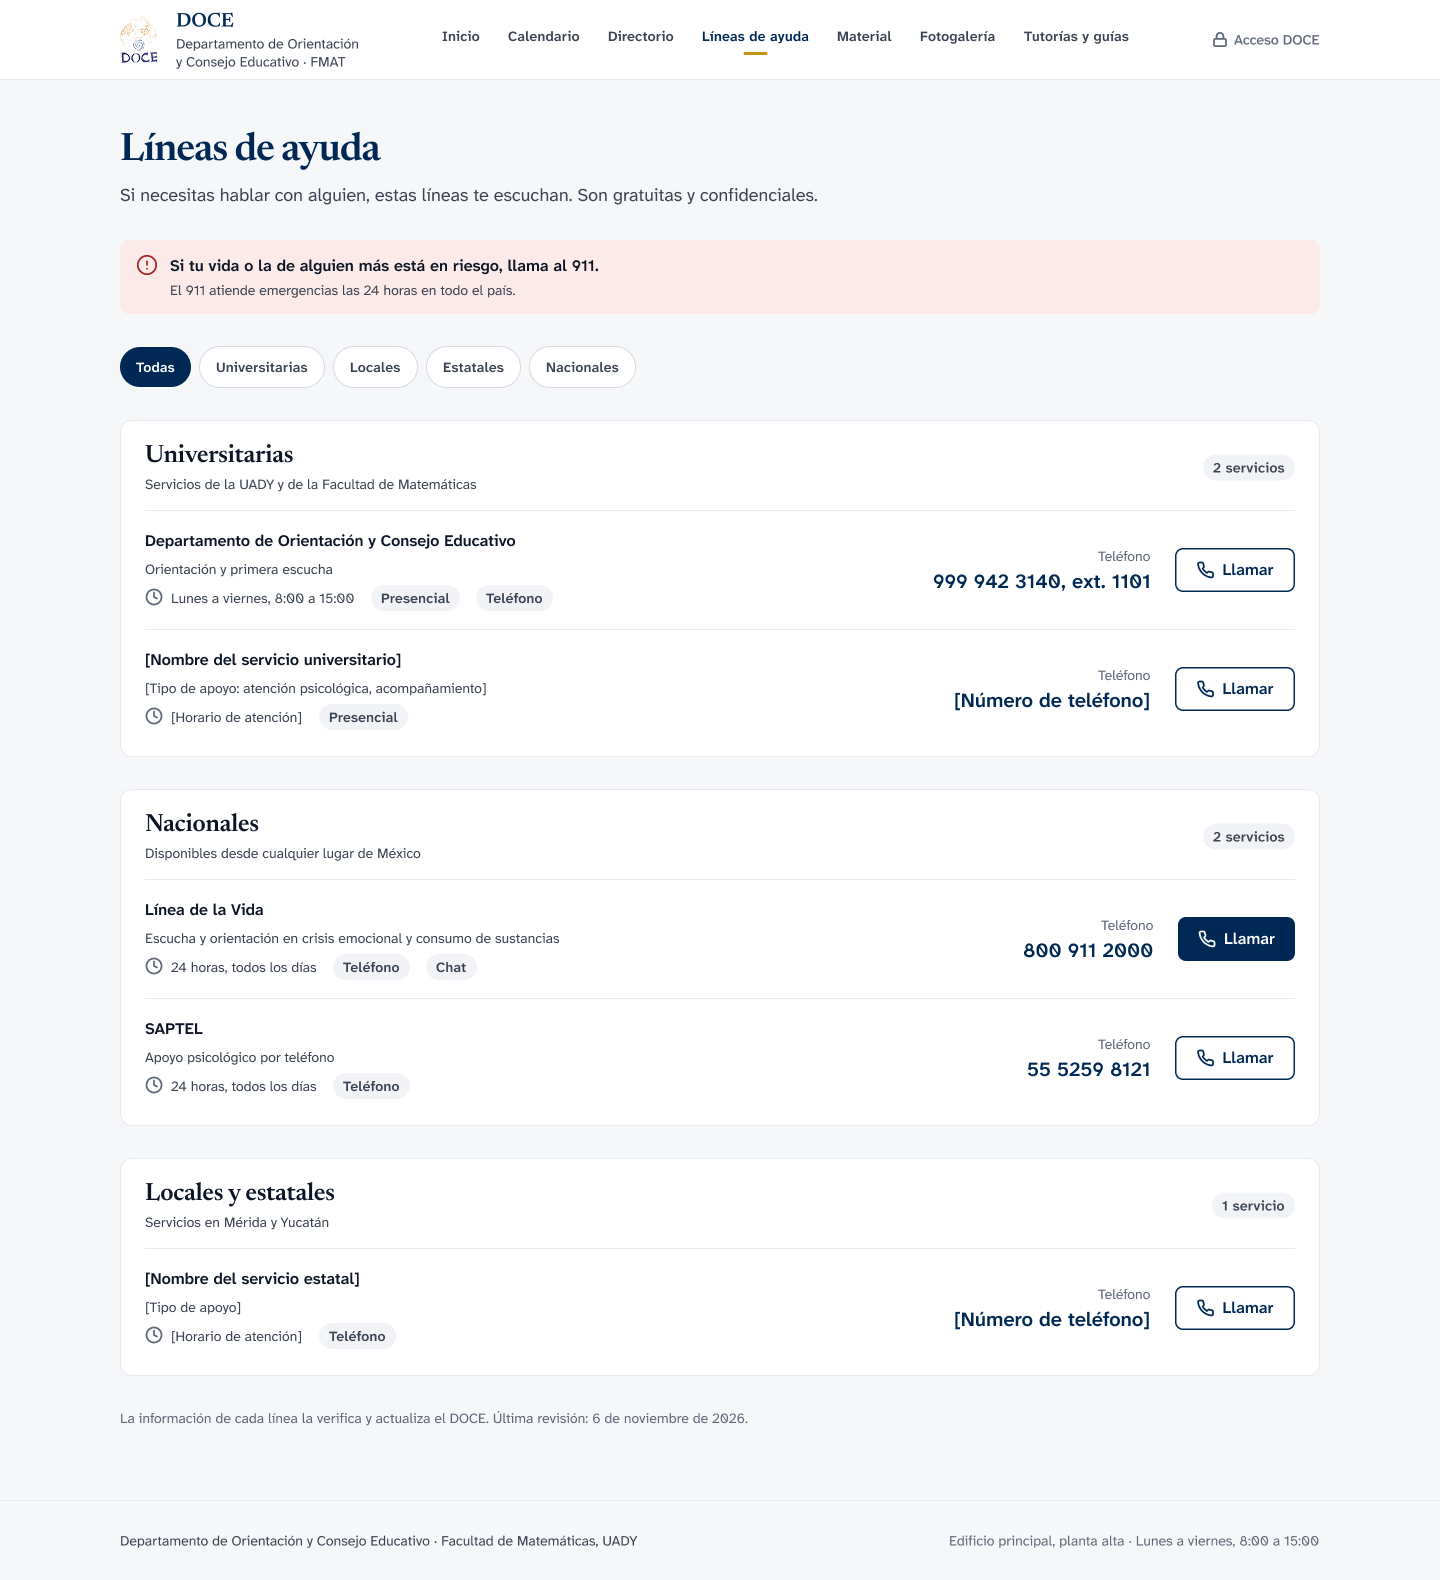 DOCE
DOCE
Departamento de Orientación
y Consejo Educativo · FMAT
Inicio
Calendario
Directorio
Líneas de ayuda
Material
Fotogalería
Tutorías y guías
Acceso DOCE
Líneas de ayuda
Si necesitas hablar con alguien, estas líneas te escuchan. Son gratuitas y confidenciales.
Si tu vida o la de alguien más está en riesgo, llama al 911.
El 911 atiende emergencias las 24 horas en todo el país.
Todas
Universitarias
Locales
Estatales
Nacionales
Universitarias
Servicios de la UADY y de la Facultad de Matemáticas
2 servicios
Departamento de Orientación y Consejo Educativo
Orientación y primera escucha
Lunes a viernes, 8:00 a 15:00
Presencial
Teléfono
Teléfono
999 942 3140, ext. 1101
Llamar
[Nombre del servicio universitario]
[Tipo de apoyo: atención psicológica, acompañamiento]
[Horario de atención]
Presencial
Teléfono
[Número de teléfono]
Llamar
Nacionales
Disponibles desde cualquier lugar de México
2 servicios
Línea de la Vida
Escucha y orientación en crisis emocional y consumo de sustancias
24 horas, todos los días
Teléfono
Chat
Teléfono
800 911 2000
Llamar
SAPTEL
Apoyo psicológico por teléfono
24 horas, todos los días
Teléfono
Teléfono
55 5259 8121
Llamar
Locales y estatales
Servicios en Mérida y Yucatán
1 servicio
[Nombre del servicio estatal]
[Tipo de apoyo]
[Horario de atención]
Teléfono
Teléfono
[Número de teléfono]
Llamar
La información de cada línea la verifica y actualiza el DOCE. Última revisión: 6 de noviembre de 2026.
Departamento de Orientación y Consejo Educativo · Facultad de Matemáticas, UADY
Edificio principal, planta alta · Lunes a viernes, 8:00 a 15:00